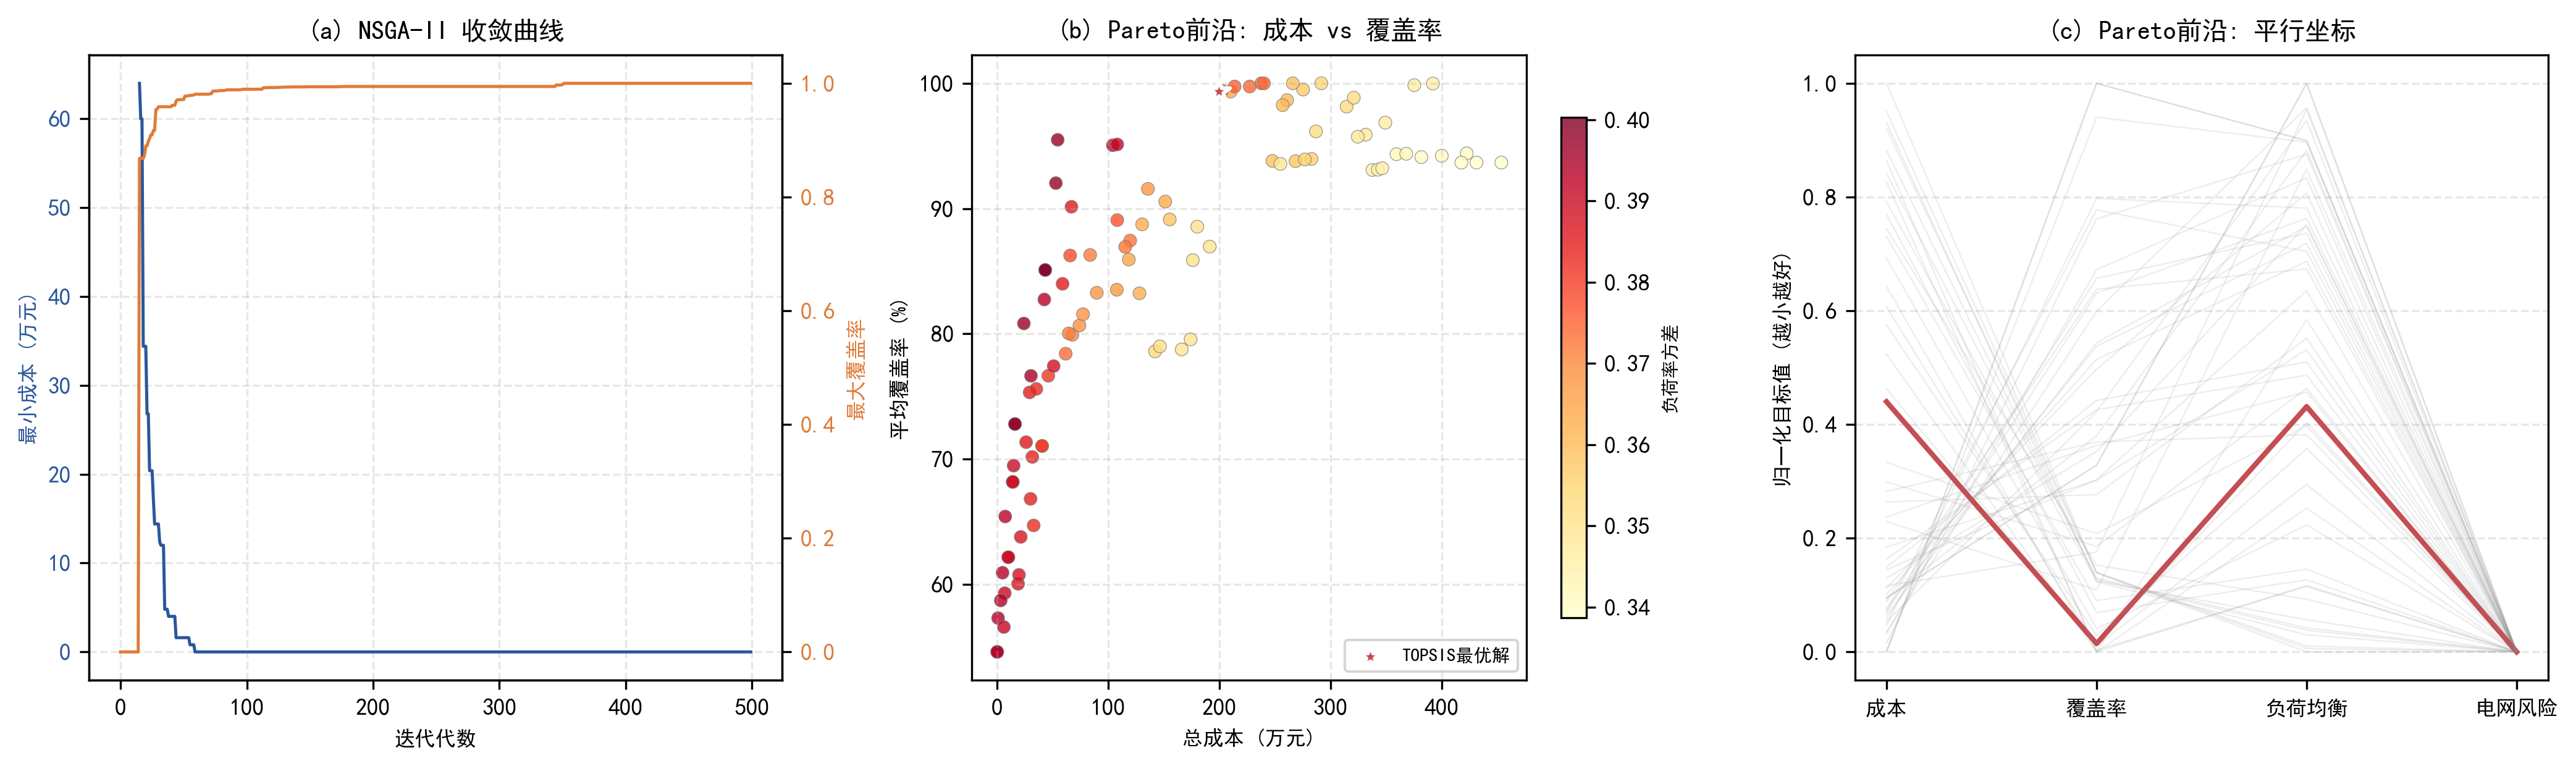 (a) NSGA-II 收敛曲线
最小成本 (万元)
60
50
40
30
20
10
0
0 100 200 300 400 500
迭代代数
1.0
0.8
0.6
0.4
0.2
0.0
最大覆盖率
(b) Pareto前沿: 成本 vs 覆盖率
平均覆盖率 (%)
100
90
80
70
60
0 100 200 300 400
总成本 (万元)
TOPSIS最优解
0.40
0.39
0.38
0.37
0.36
0.35
0.34
负荷率方差
(c) Pareto前沿: 平行坐标
归一化目标值 (越小越好)
1.0
0.8
0.6
0.4
0.2
0.0
成本 覆盖率 负荷均衡 电网风险